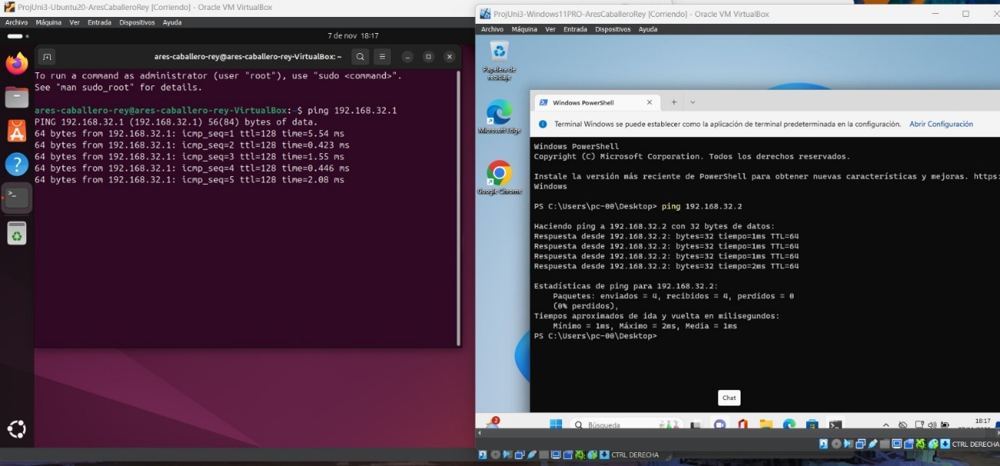 ProjUni3-Ubuntu20-AresCaballeroRey [Corriendo] - Oracle VM VirtualBox
Archivo Máquina Ver Entrada Dispositivos Ayuda
7 de nov 18:17
ares-caballero-rey@ares-caballero-rey-VirtualBox: ~
To run a command as administrator (user "root"), use "sudo <command>".
See "man sudo_root" for details.
ares-caballero-rey@ares-caballero-rey-VirtualBox:~$ ping 192.168.32.1
PING 192.168.32.1 (192.168.32.1) 56(84) bytes of data.
64 bytes from 192.168.32.1: icmp_seq=1 ttl=128 time=5.54 ms
64 bytes from 192.168.32.1: icmp_seq=2 ttl=128 time=0.423 ms
64 bytes from 192.168.32.1: icmp_seq=3 ttl=128 time=1.55 ms
64 bytes from 192.168.32.1: icmp_seq=4 ttl=128 time=0.446 ms
64 bytes from 192.168.32.1: icmp_seq=5 ttl=128 time=2.08 ms
CTRL DERECHA
ProjUni3-Windows11PRO-AresCaballeroRey [Corriendo] - Oracle VM VirtualBox
Archivo Máquina Ver Entrada Dispositivos Ayuda
Papelera de
reciclaje
Microsoft Edge
Google Chrome
Windows PowerShell
Terminal Windows se puede establecer como la aplicación de terminal predeterminada en la configuración. Abrir Configuración
Windows PowerShell
Copyright (C) Microsoft Corporation. Todos los derechos reservados.
Instale la versión más reciente de PowerShell para obtener nuevas características y mejoras. https:
Windows
PS C:\Users\pc-00\Desktop> ping 192.168.32.2
Haciendo ping a 192.168.32.2 con 32 bytes de datos:
Respuesta desde 192.168.32.2: bytes=32 tiempo=1ms TTL=64
Respuesta desde 192.168.32.2: bytes=32 tiempo=1ms TTL=64
Respuesta desde 192.168.32.2: bytes=32 tiempo=1ms TTL=64
Respuesta desde 192.168.32.2: bytes=32 tiempo=2ms TTL=64
Estadísticas de ping para 192.168.32.2:
Paquetes: enviados = 4, recibidos = 4, perdidos = 0
(0% perdidos),
Tiempos aproximados de ida y vuelta en milisegundos:
Mínimo = 1ms, Máximo = 2ms, Media = 1ms
PS C:\Users\pc-00\Desktop>
Chat
2
Búsqueda
18:17
CTRL DERECHA